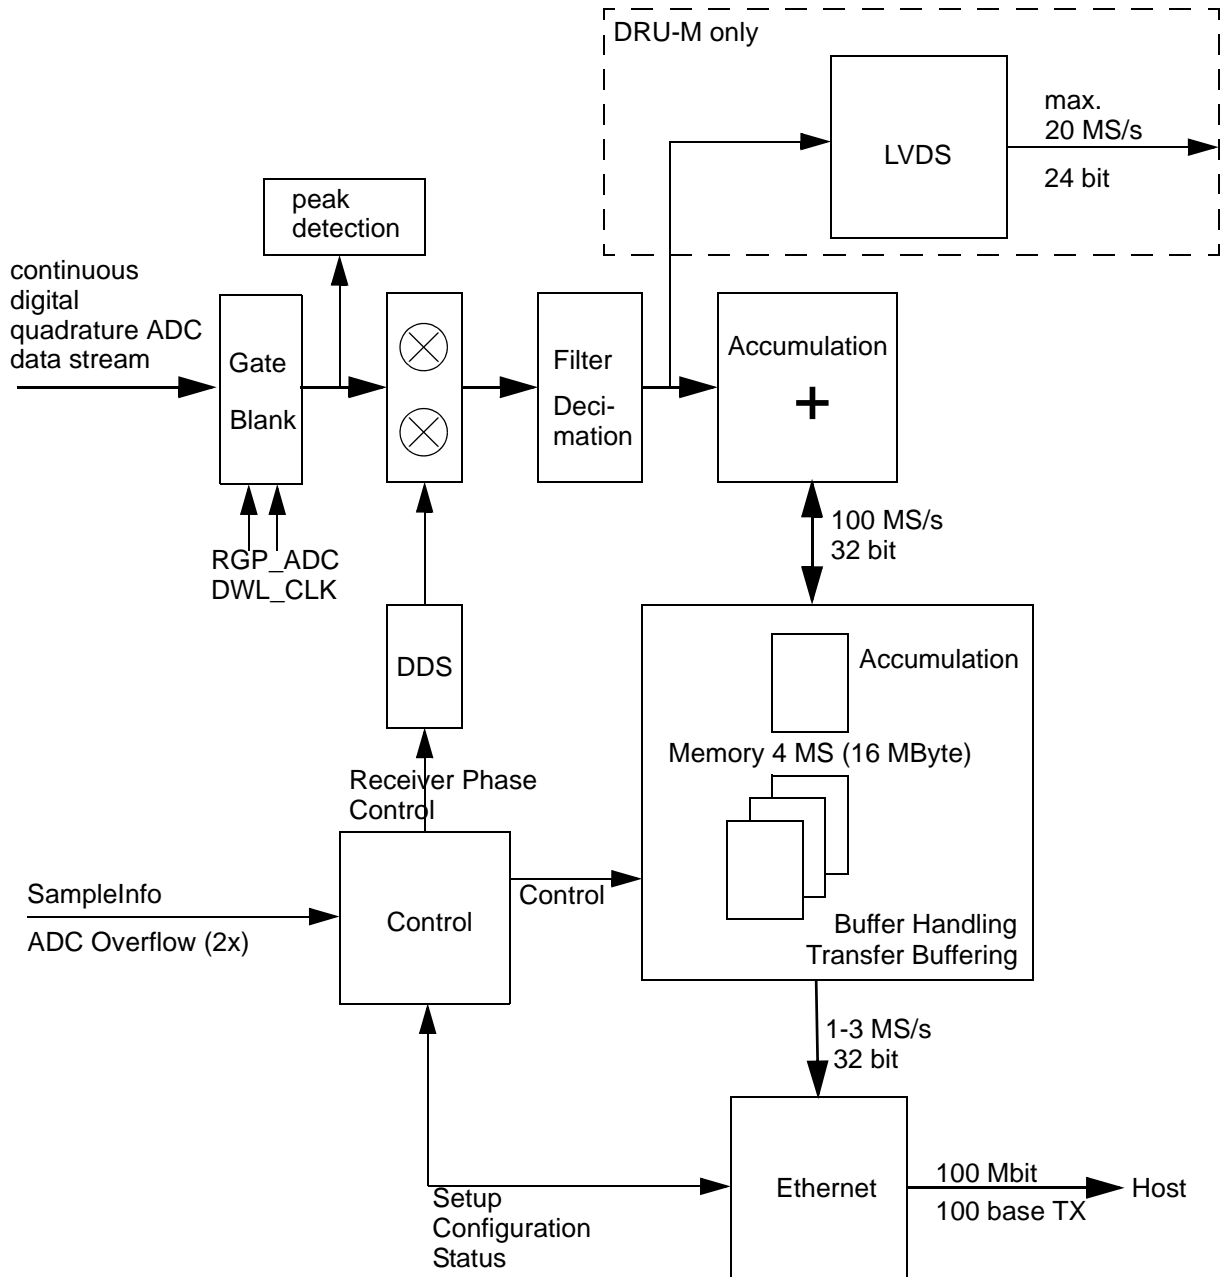 DRU-M only
max.
20 MS/s
24 bit
LVDS
peak
detection
continuous
digital
quadrature ADC
data stream
Gate
Blank
Filter
Deci-
mation
Accumulation
+
100 MS/s
32 bit
RGP_ADC
DWL_CLK
DDS
Accumulation
Memory 4 MS (16 MByte)
Receiver Phase
Control
SampleInfo
ADC Overflow (2x)
Control
Control
Buffer Handling
Transfer Buffering
1-3 MS/s
32 bit
Setup
Configuration
Status
Ethernet
100 Mbit
100 base TX
Host